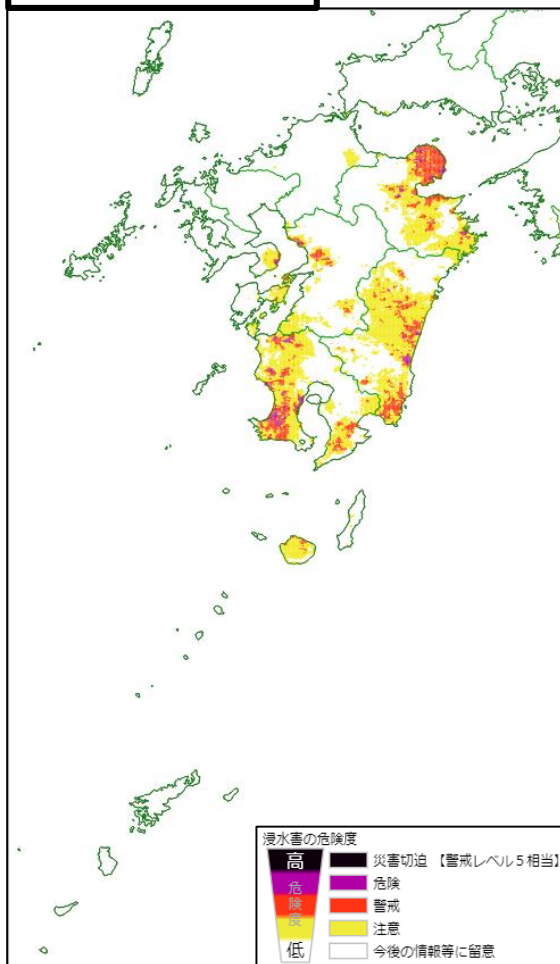 浸水害の危険度
高
危険度
低
災害切迫 【警戒レベル5相当】
危険
警戒
注意
今後の情報等に留意